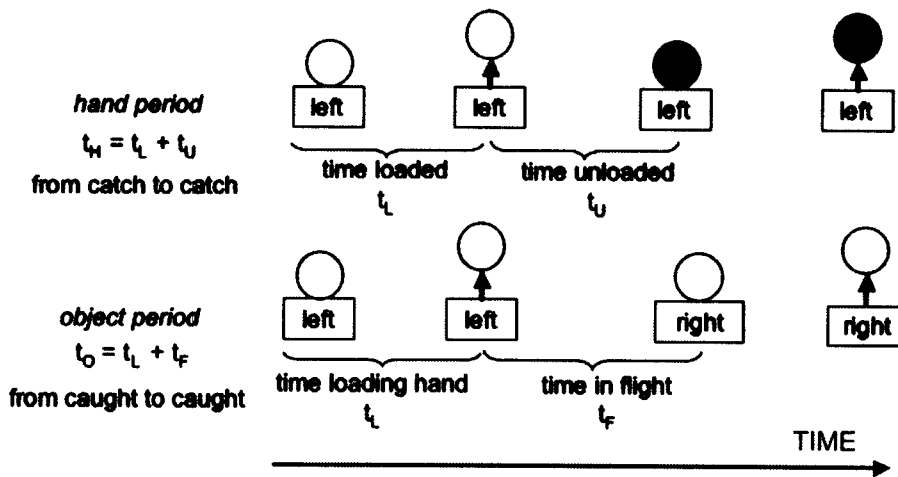 left left left left
hand period
t_H = t_L + t_U
from catch to catch
time loaded time unloaded
t_L t_U
left left right right
object period
t_O = t_L + t_F
from caught to caught
time loading hand time in flight
t_L t_F
TIME